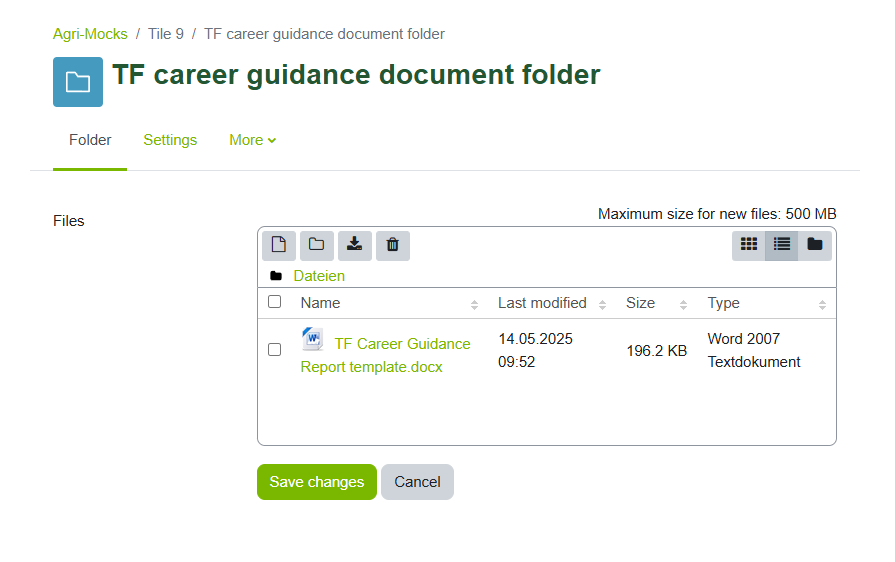 Agri-Mocks / Tile 9 / TF career guidance document folder
TF career guidance document folder
Folder Settings More
Files
Maximum size for new files: 500 MB
Dateien
Name Last modified Size Type
TF Career Guidance
Report template.docx
14.05.2025
09:52
196.2 KB
Word 2007
Textdokument
Save changes Cancel